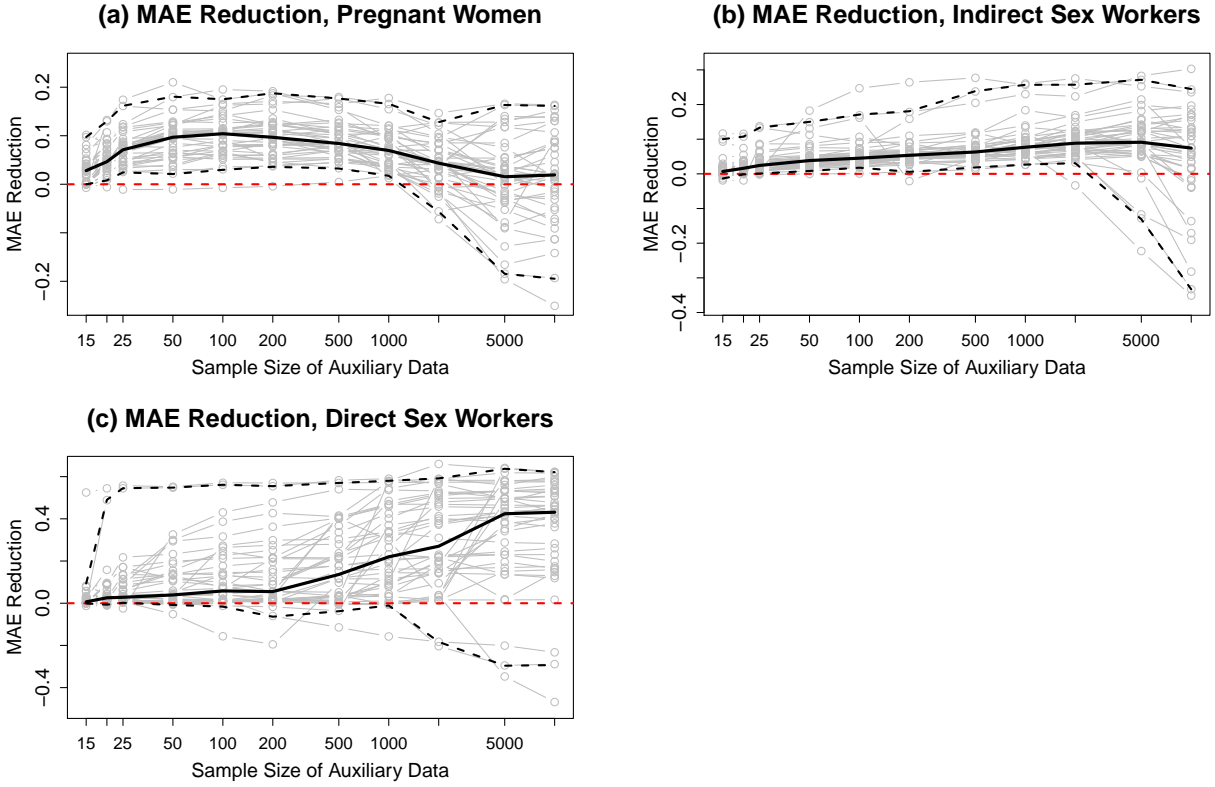 (a) MAE Reduction, Pregnant Women
MAE Reduction
0.2
0.1
0.0
−0.2
15 25 50 100 200 500 1000 5000
Sample Size of Auxiliary Data
(b) MAE Reduction, Indirect Sex Workers
MAE Reduction
0.2
0.0
−0.2
−0.4
15 25 50 100 200 500 1000 5000
Sample Size of Auxiliary Data
(c) MAE Reduction, Direct Sex Workers
MAE Reduction
0.4
0.0
−0.4
15 25 50 100 200 500 1000 5000
Sample Size of Auxiliary Data